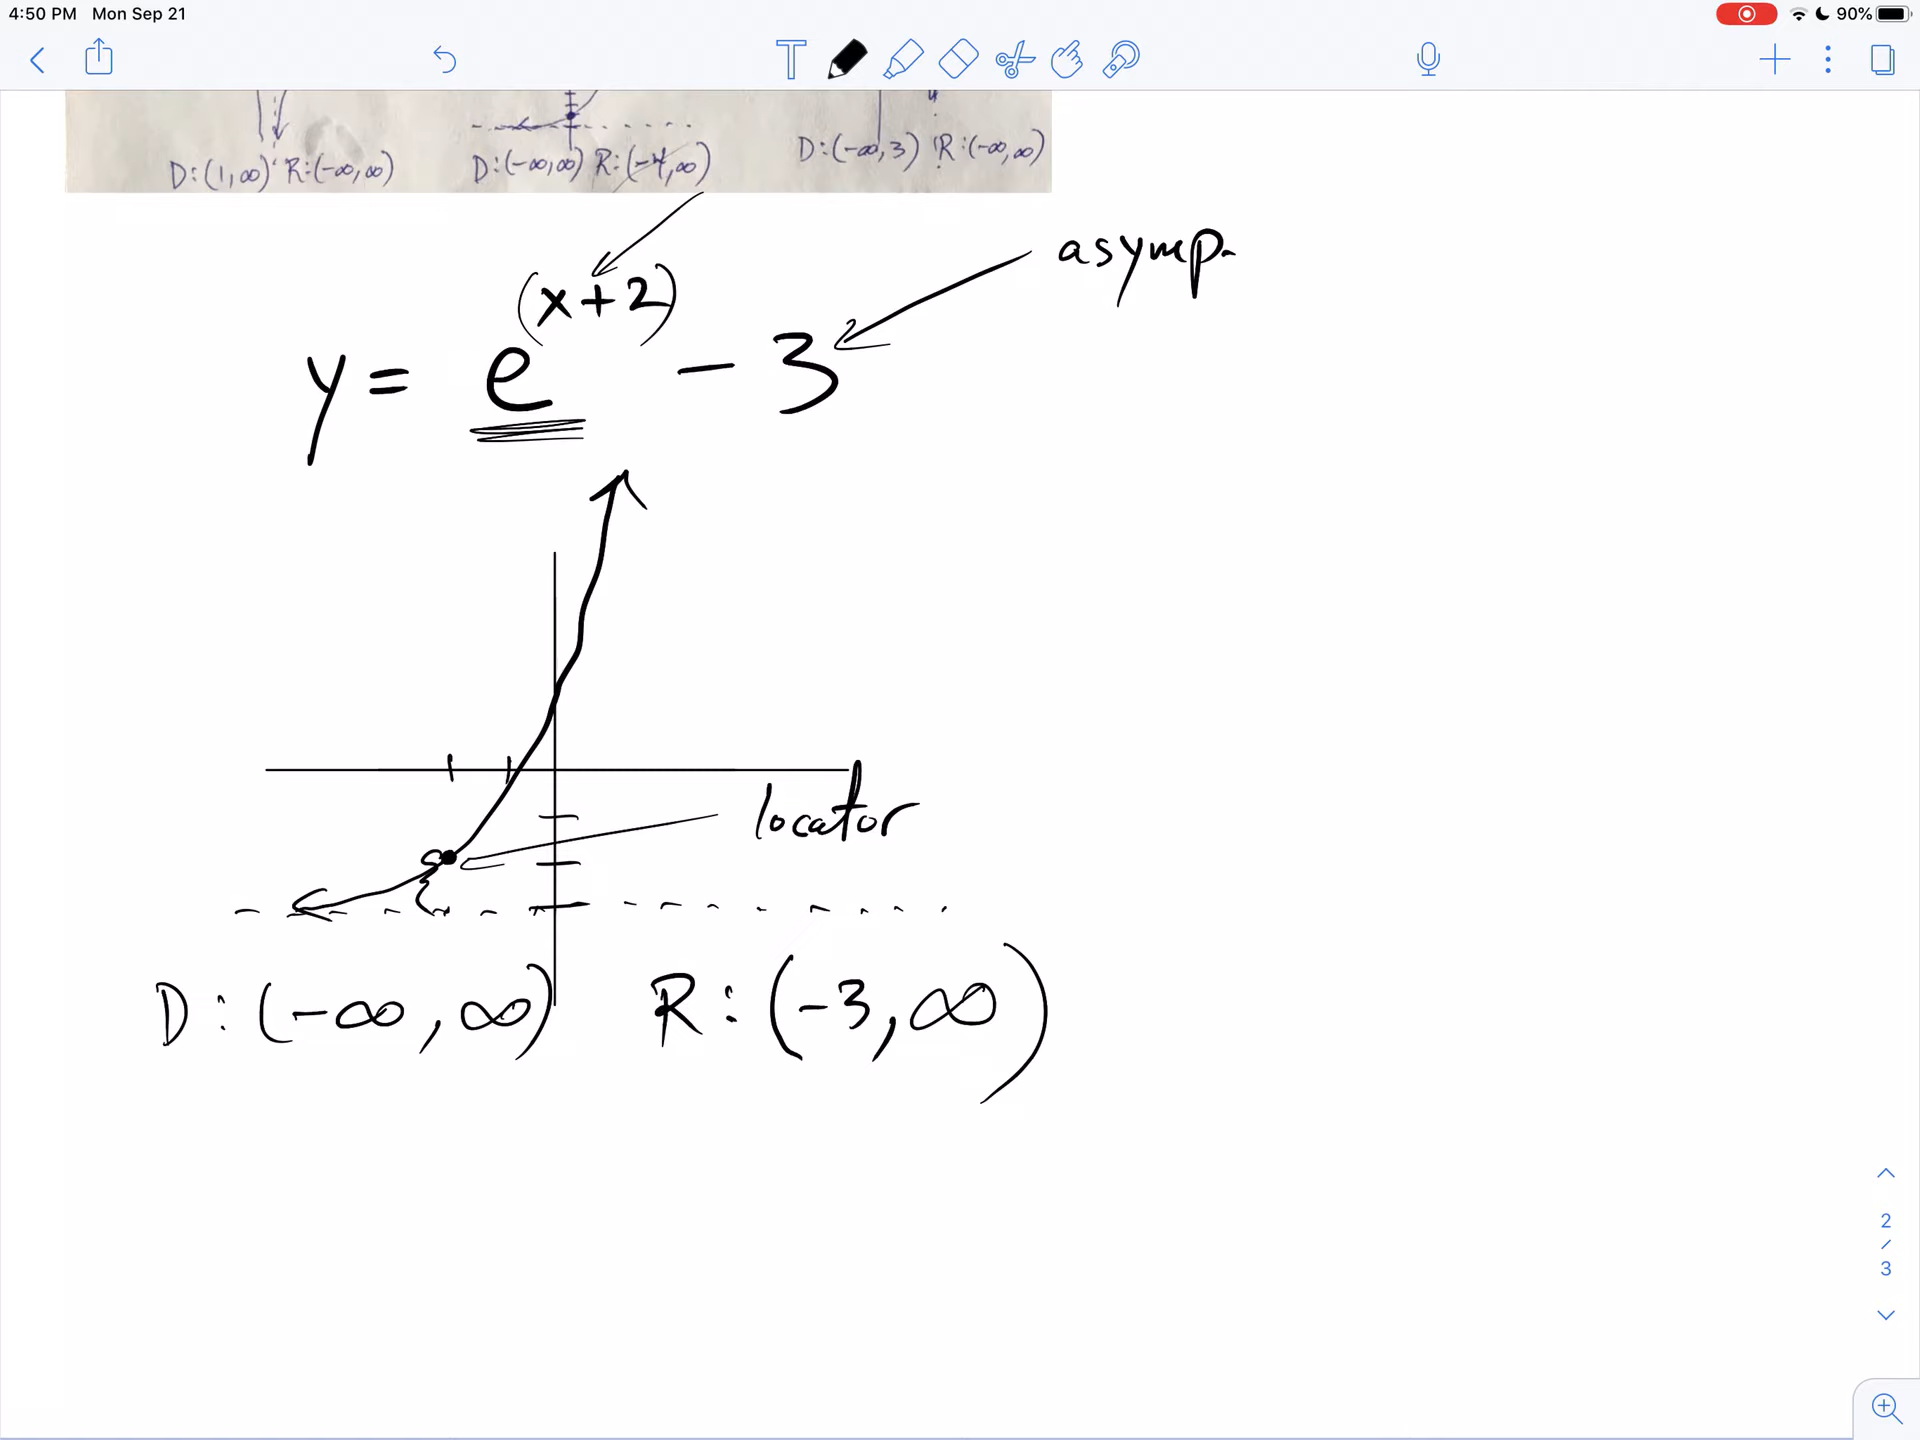 4:50 PM Mon Sep 21
90%
T
D:(1,∞) R:(-∞,∞)
D:(-∞,∞) R:(-4,∞)
D:(-∞,3) R:(-∞,∞)
asymp.
y = e^(x+2) - 3
locator
D:(-∞,∞) R:(-3,∞)
2
/
3